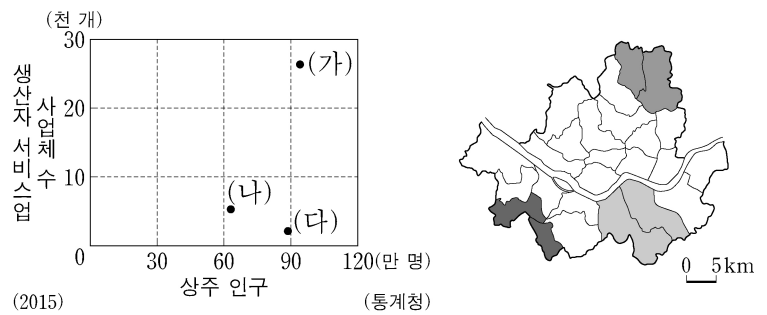 (천 개)
30
20
10
0
생산자 서비스업
사업체 수
(가)
(나)
(다)
30 60 90 120(만 명)
상주 인구
(2015) (통계청)
0 5km